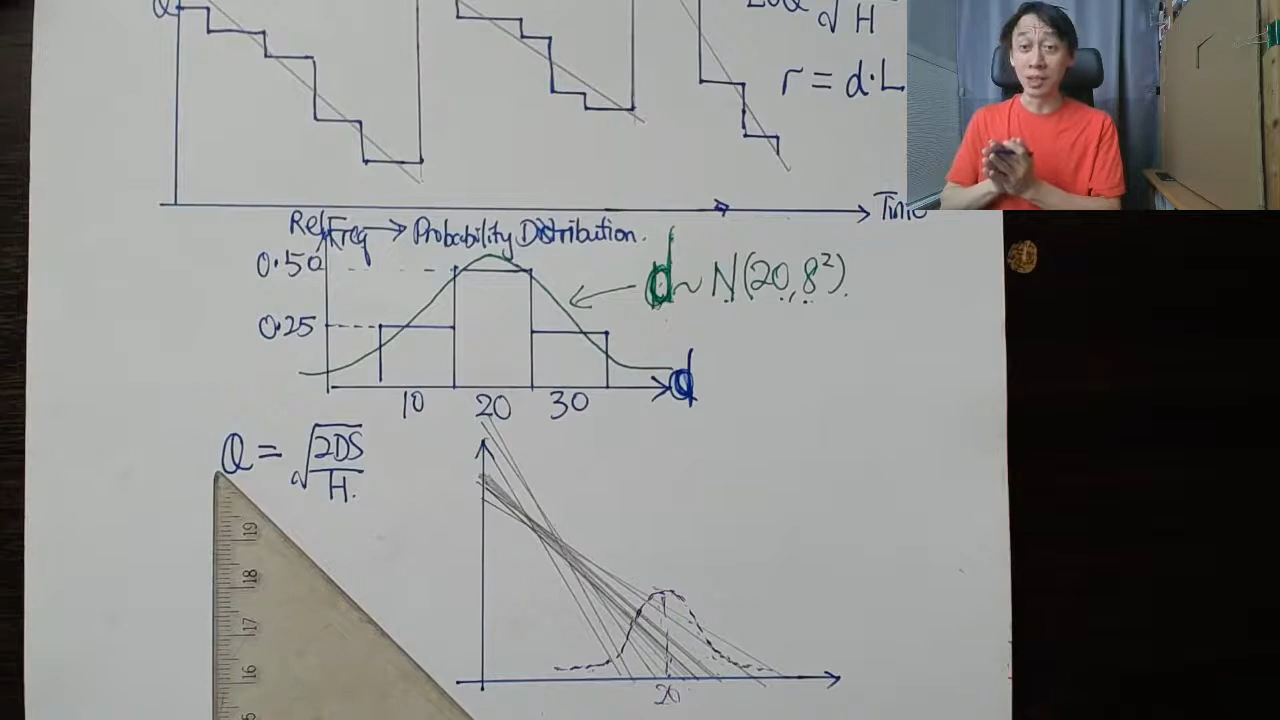 Q
√ H
r = d·L
Time
Rel Freq → Probability Distribution.
0.50
d ~ N(20, 8²).
0.25
d
10 20 30
Q = √2DS
H.
19
18
17
16
20